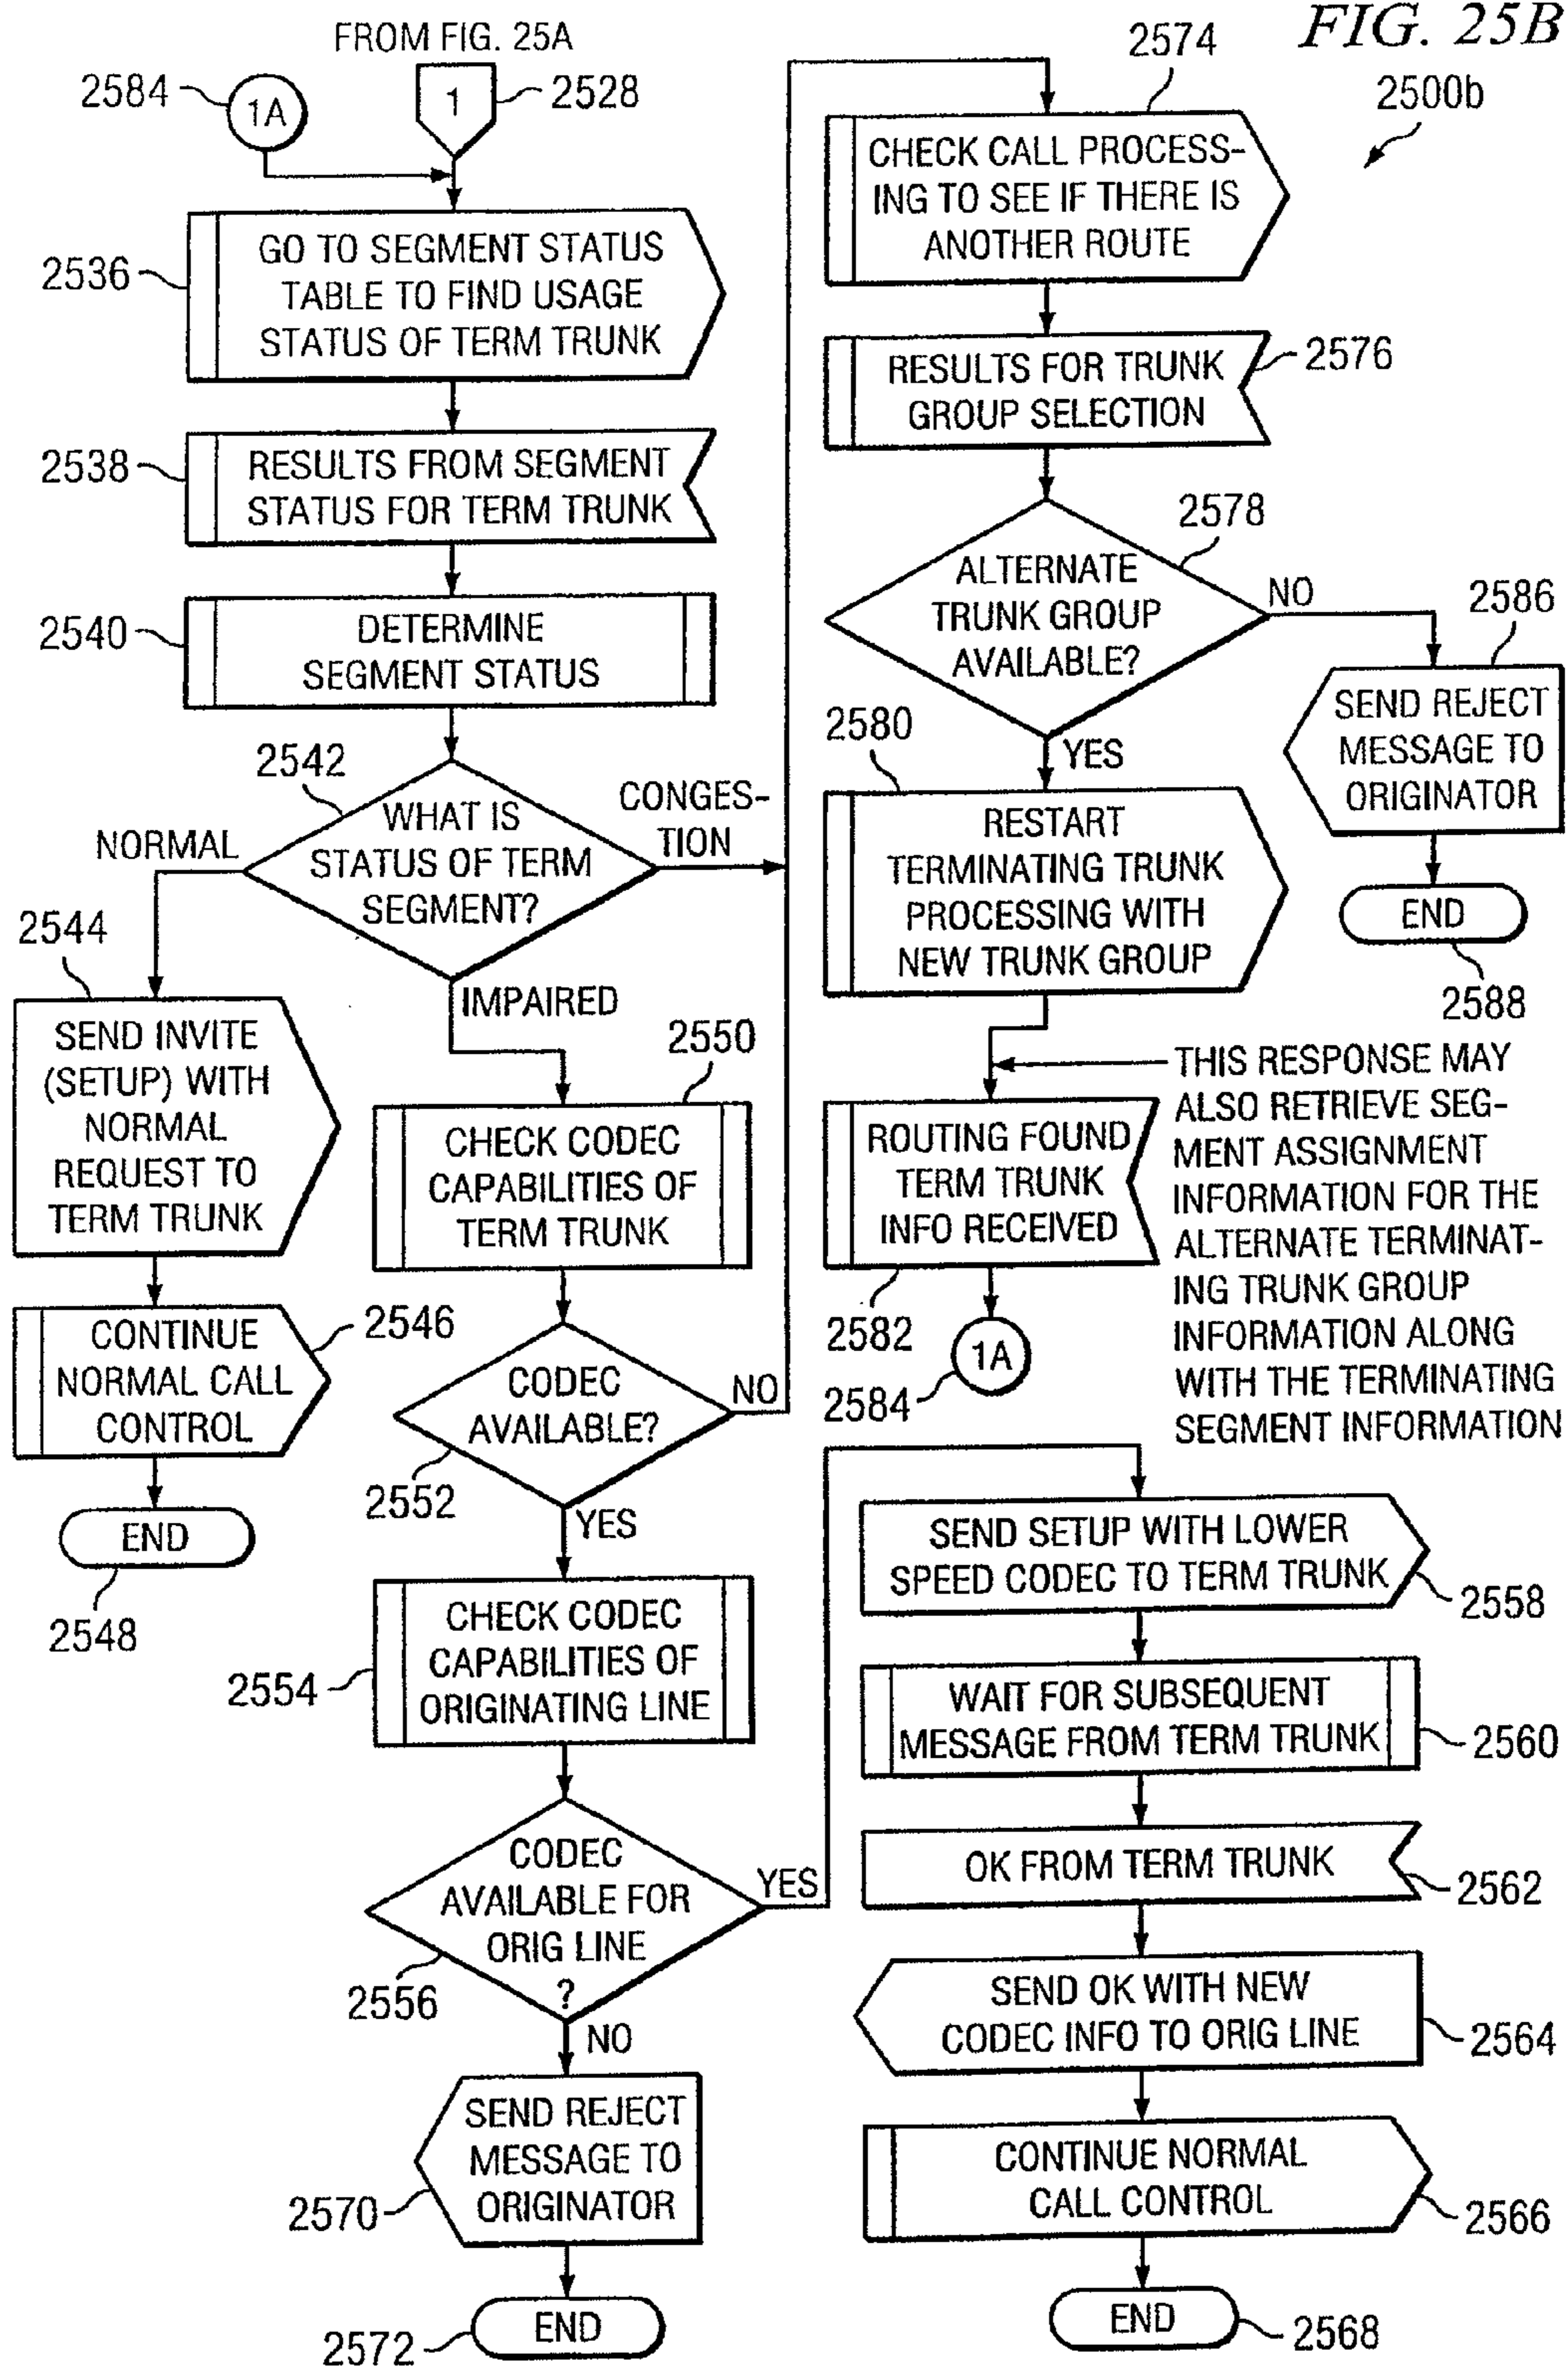 FIG. 25B
2500b
FROM FIG. 25A
2584
1A
1
2528
2536
GO TO SEGMENT STATUS
TABLE TO FIND USAGE
STATUS OF TERM TRUNK
2538
RESULTS FROM SEGMENT
STATUS FOR TERM TRUNK
2540
DETERMINE
SEGMENT STATUS
2542
WHAT IS
STATUS OF TERM
SEGMENT?
NORMAL
CONGES-
TION
IMPAIRED
2544
SEND INVITE
(SETUP) WITH
NORMAL
REQUEST TO
TERM TRUNK
CONTINUE
NORMAL CALL
CONTROL
2546
END
2548
2550
CHECK CODEC
CAPABILITIES OF
TERM TRUNK
CODEC
AVAILABLE?
NO
2552
YES
2554
CHECK CODEC
CAPABILITIES OF
ORIGINATING LINE
CODEC
AVAILABLE FOR
ORIG LINE
?
YES
2556
NO
SEND REJECT
MESSAGE TO
ORIGINATOR
2570
END
2572
2574
CHECK CALL PROCESS-
ING TO SEE IF THERE IS
ANOTHER ROUTE
RESULTS FOR TRUNK
GROUP SELECTION
2576
2578
ALTERNATE
TRUNK GROUP
AVAILABLE?
NO
2586
SEND REJECT
MESSAGE TO
ORIGINATOR
END
2588
YES
2580
RESTART
TERMINATING TRUNK
PROCESSING WITH
NEW TRUNK GROUP
THIS RESPONSE MAY
ALSO RETRIEVE SEG-
MENT ASSIGNMENT
INFORMATION FOR THE
ALTERNATE TERMINAT-
ING TRUNK GROUP
INFORMATION ALONG
WITH THE TERMINATING
SEGMENT INFORMATION
ROUTING FOUND
TERM TRUNK
INFO RECEIVED
2582
1A
2584
SEND SETUP WITH LOWER
SPEED CODEC TO TERM TRUNK
2558
WAIT FOR SUBSEQUENT
MESSAGE FROM TERM TRUNK
2560
OK FROM TERM TRUNK
2562
SEND OK WITH NEW
CODEC INFO TO ORIG LINE
2564
CONTINUE NORMAL
CALL CONTROL
2566
END
2568